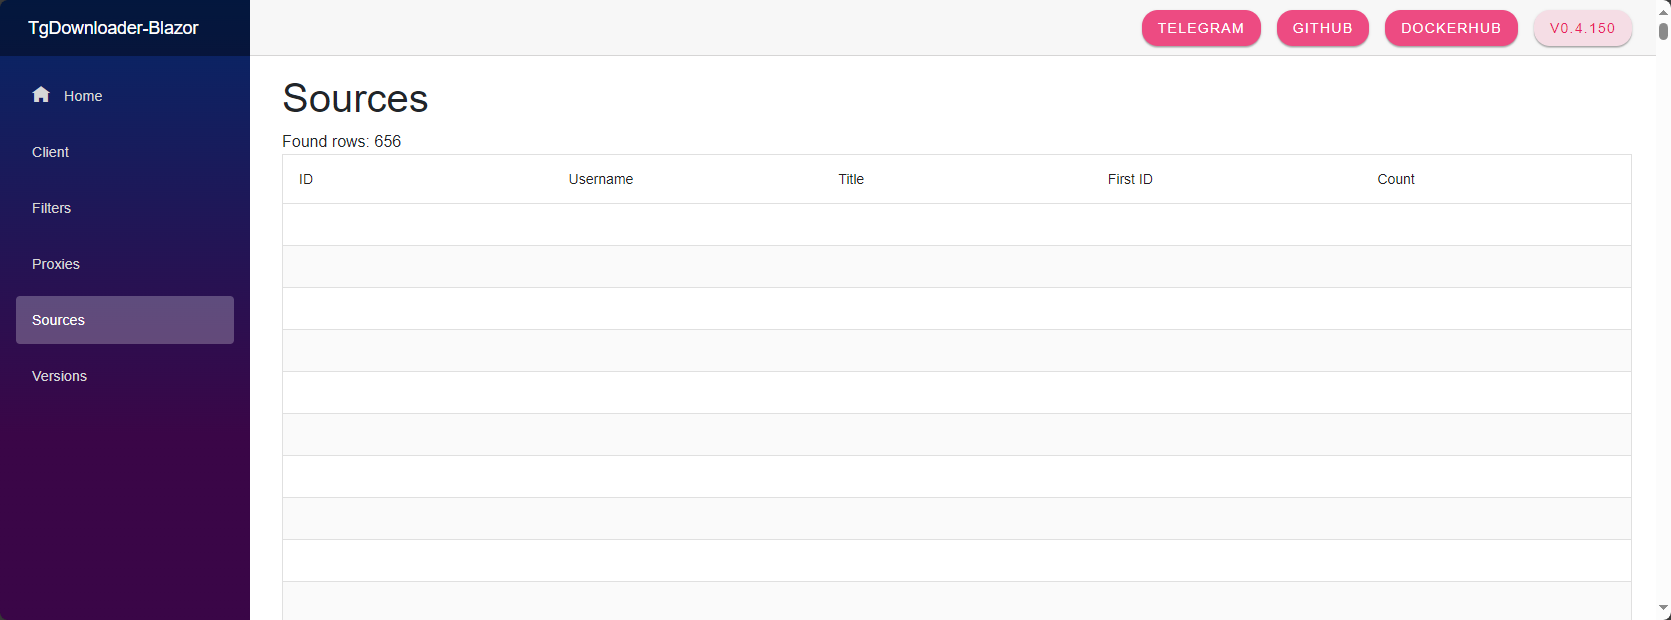 TgDownloader-Blazor
TELEGRAM GITHUB DOCKERHUB V0.4.150
Home
Client
Filters
Proxies
Sources
Versions
Sources
Found rows: 656
ID Username Title First ID Count